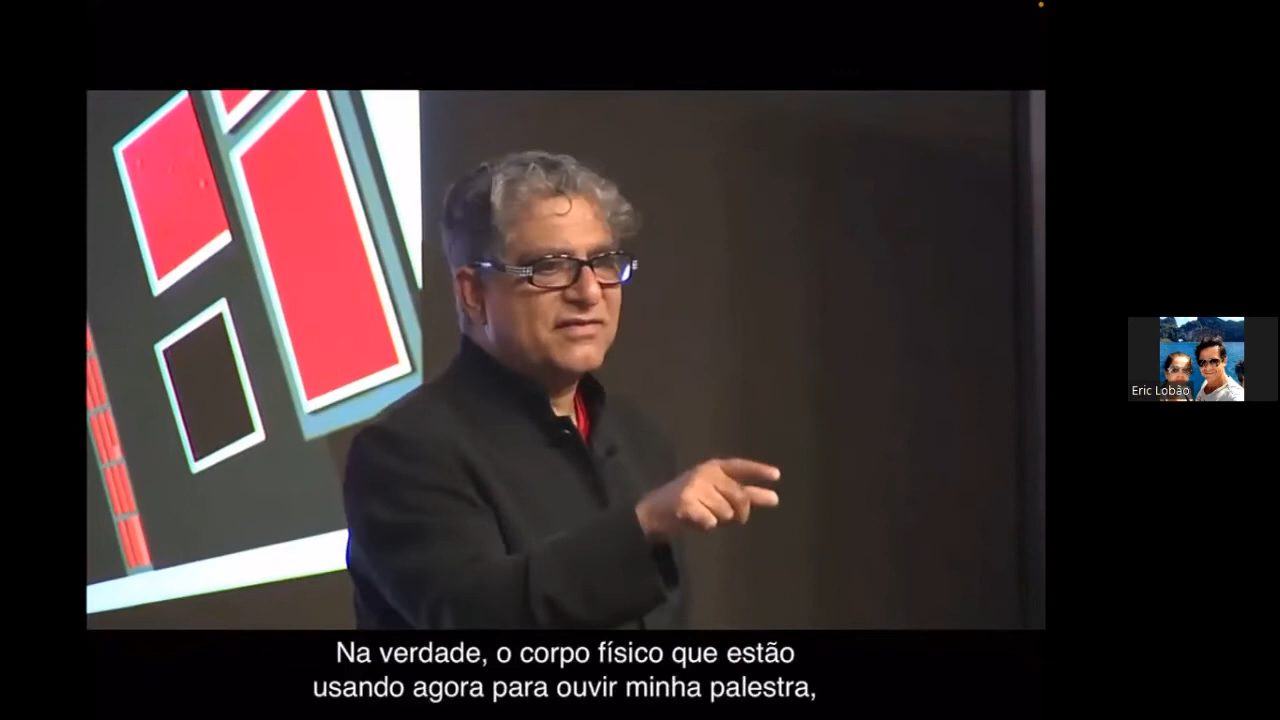 Eric Lobão
Na verdade, o corpo físico que estão
usando agora para ouvir minha palestra,